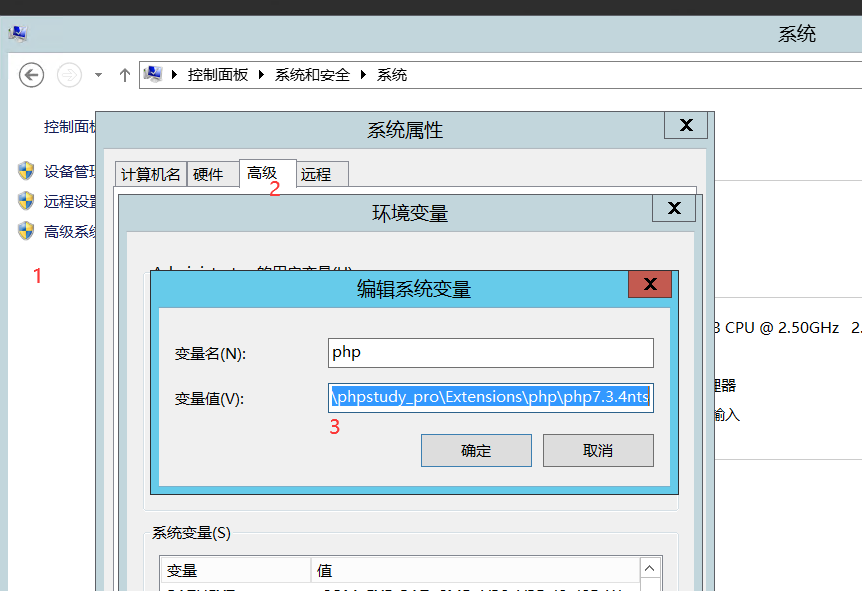 系统
控制面板 系统和安全 系统
控制面板
系统属性
设备管
计算机名 硬件 高级 远程
2
远程设置
环境变量
高级系统
1
编辑系统变量
变量名(N):
php
3 CPU @ 2.50GHz 2.
变量值(V):
\phpstudy_pro\Extensions\php\php7.3.4nts
理器
输入
3
确定
取消
系统变量(S)
变量
值